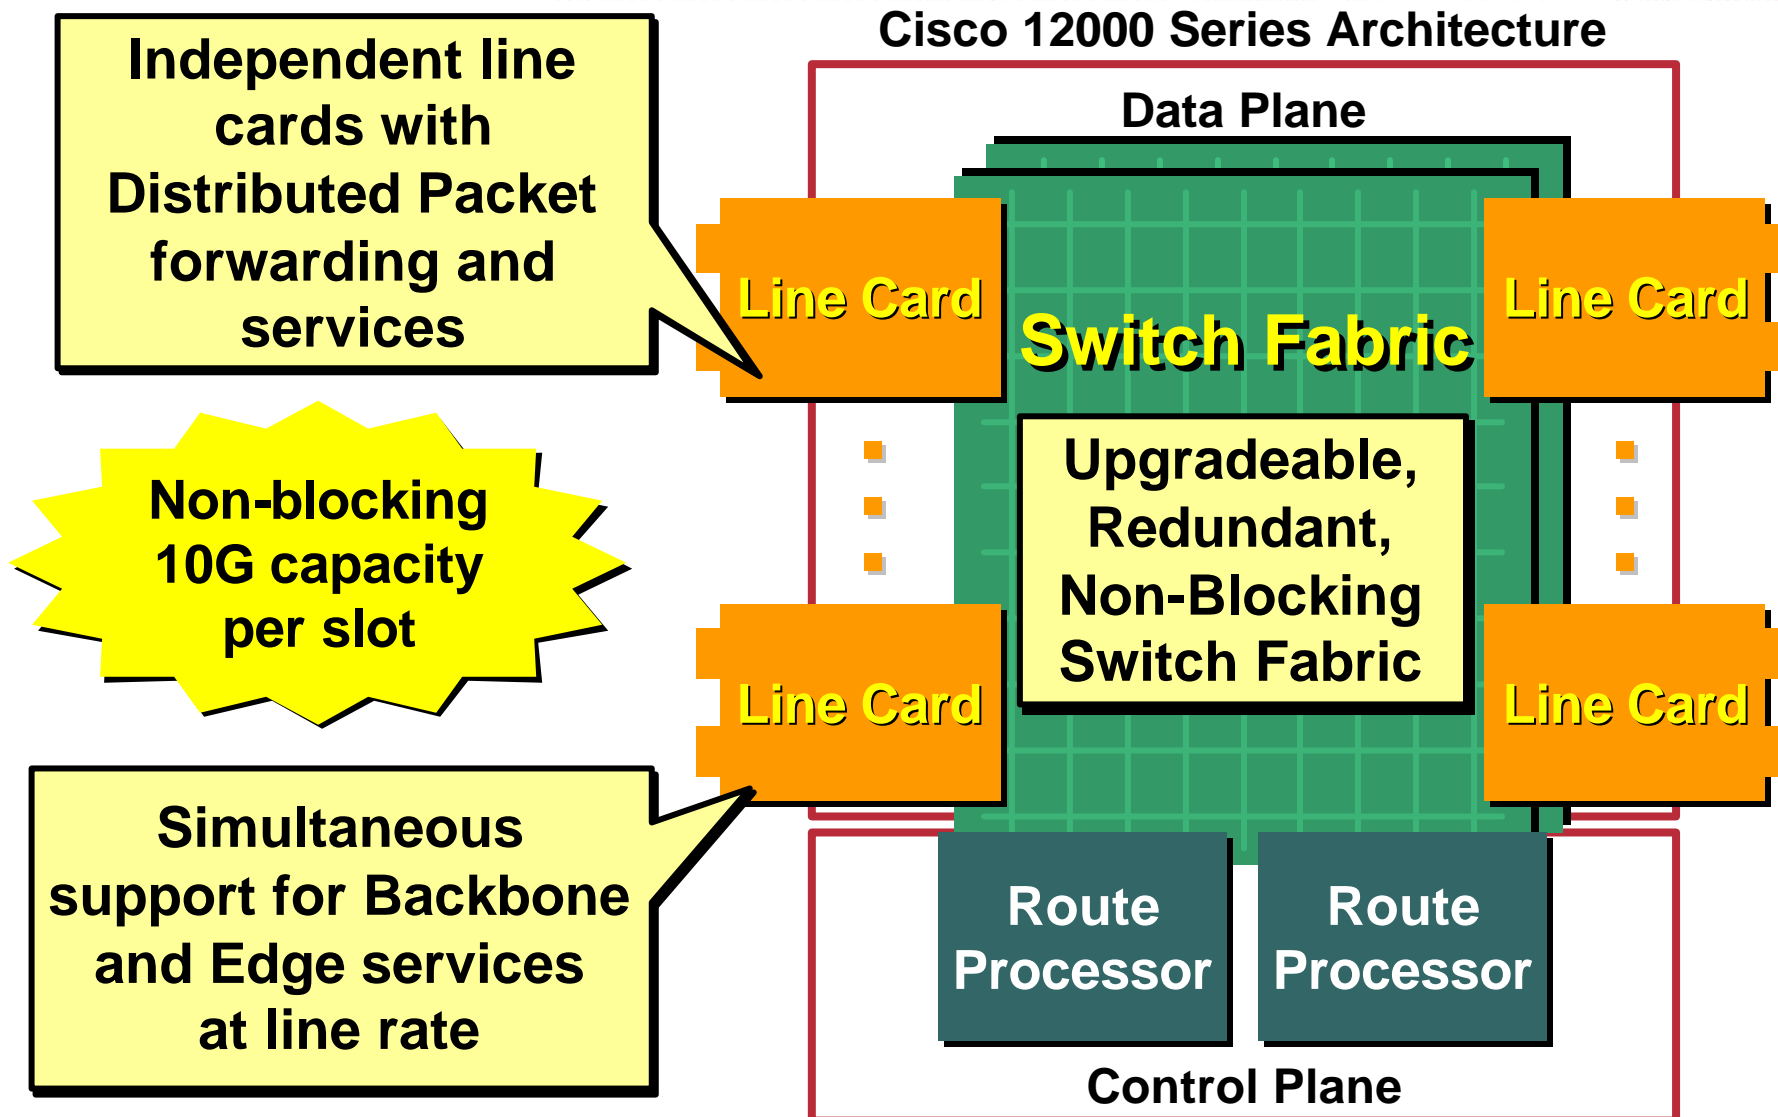 Cisco 12000 Series Architecture
Independent line
cards with
Distributed Packet
forwarding and
services
Data Plane
Line Card
Switch Fabric
Line Card
Non-blocking
10G capacity
per slot
Upgradeable,
Redundant,
Non-Blocking
Switch Fabric
Line Card
Line Card
Simultaneous
support for Backbone
and Edge services
at line rate
Route
Processor
Route
Processor
Control Plane